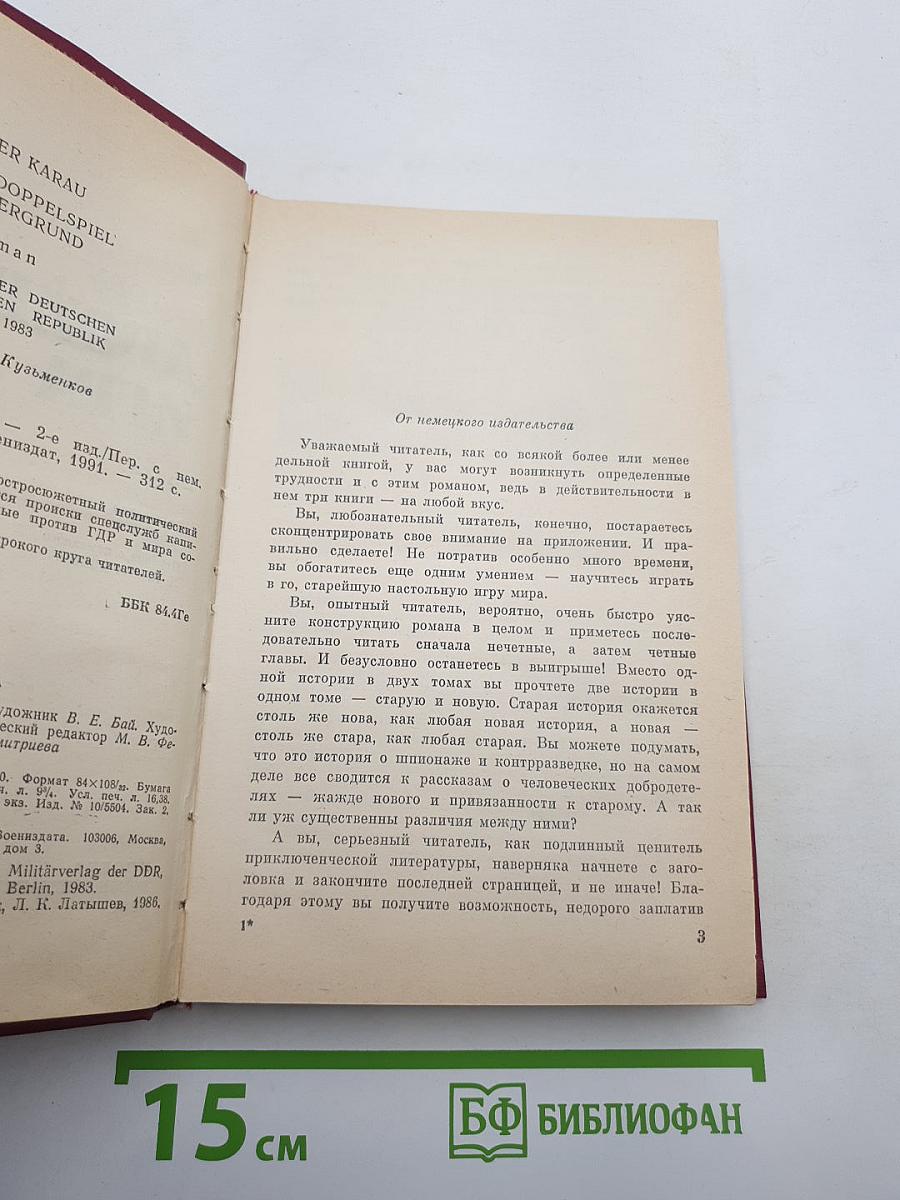 ER KARAU
DOPPELSPIEL
ERGRUND
man
ER DEUTSCHEN
EN REPUBLIK
1983
Кузьменков
— 2-е изд./Пер. с нем.
ениздат, 1991. — 312 с.
остросюжетный политический
тся происки спецслужб капи-
ные против ГДР и мира со-
рокого круга читателей.
ББК 84.4Ге
удожник В. Е. Бай. Худо-
ческий редактор М. В. Фе-
митриева
0. Формат 84×108/32. Бумага
ч. л. 9¾. Усл. печ. л. 16,38.
экз. Изд. № 10/5504. Зак. 2.
Воениздата. 103006, Москва,
дом 3.
Militärverlag der DDR,
Berlin, 1983.
к, Л. К. Латышев, 1986.
От немецкого издательства
Уважаемый читатель, как со всякой более или менее
дельной книгой, у вас могут возникнуть определенные
трудности и с этим романом, ведь в действительности в
нем три книги — на любой вкус.
Вы, любознательный читатель, конечно, постараетесь
сконцентрировать свое внимание на приложении. И пра-
вильно сделаете! Не потратив особенно много времени,
вы обогатитесь еще одним умением — научитесь играть
в го, старейшую настольную игру мира.
Вы, опытный читатель, вероятно, очень быстро уяс-
ните конструкцию романа в целом и приметесь после-
довательно читать сначала нечетные, а затем четные
главы. И безусловно останетесь в выигрыше! Вместо од-
ной истории в двух томах вы прочтете две истории в
одном томе — старую и новую. Старая история окажется
столь же нова, как любая новая история, а новая —
столь же стара, как любая старая. Вы можете подумать,
что это история о шпионаже и контрразведке, но на самом
деле все сводится к рассказам о человеческих добродете-
лях — жажде нового и привязанности к старому. А так
ли уж существенны различия между ними?
А вы, серьезный читатель, как подлинный ценитель
приключенческой литературы, наверняка начнете с заго-
ловка и закончите последней страницей, и не иначе! Бла-
годаря этому вы получите возможность, недорого заплатив
1*
3
15 см
БФ БИБЛИОФАН